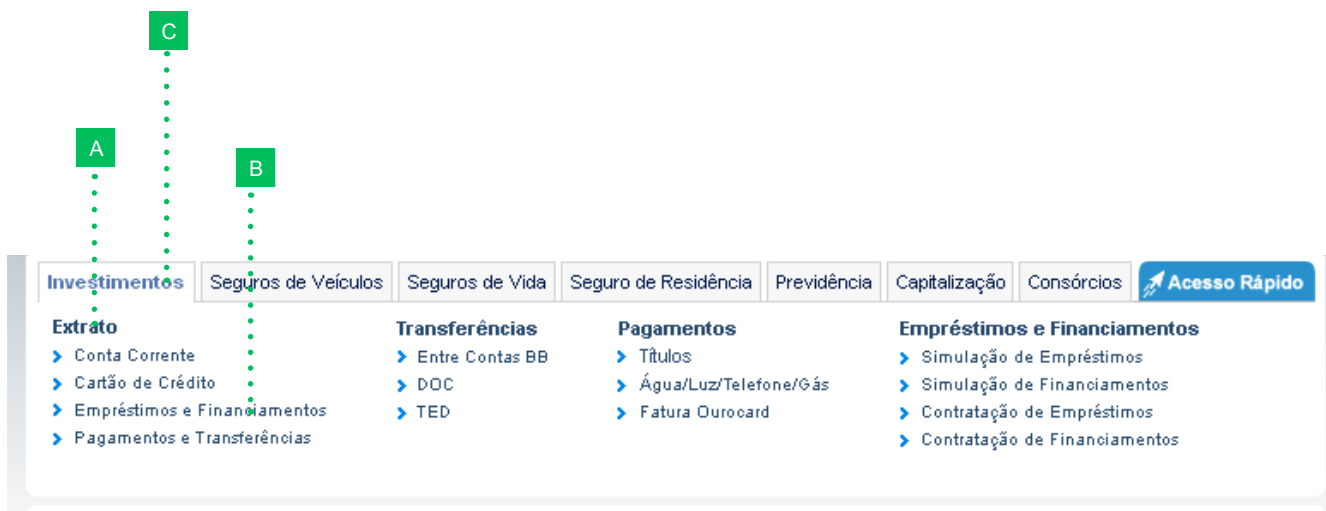 C
A
B
Investimentos
Seguros de Veículos
Seguros de Vida
Seguro de Residência
Previdência
Capitalização
Consórcios
Acesso Rápido
Extrato
Conta Corrente
Cartão de Crédito
Empréstimos e Financiamentos
Pagamentos e Transferências
Transferências
Entre Contas BB
DOC
TED
Pagamentos
Títulos
Água/Luz/Telefone/Gás
Fatura Ourocard
Empréstimos e Financiamentos
Simulação de Empréstimos
Simulação de Financiamentos
Contratação de Empréstimos
Contratação de Financiamentos